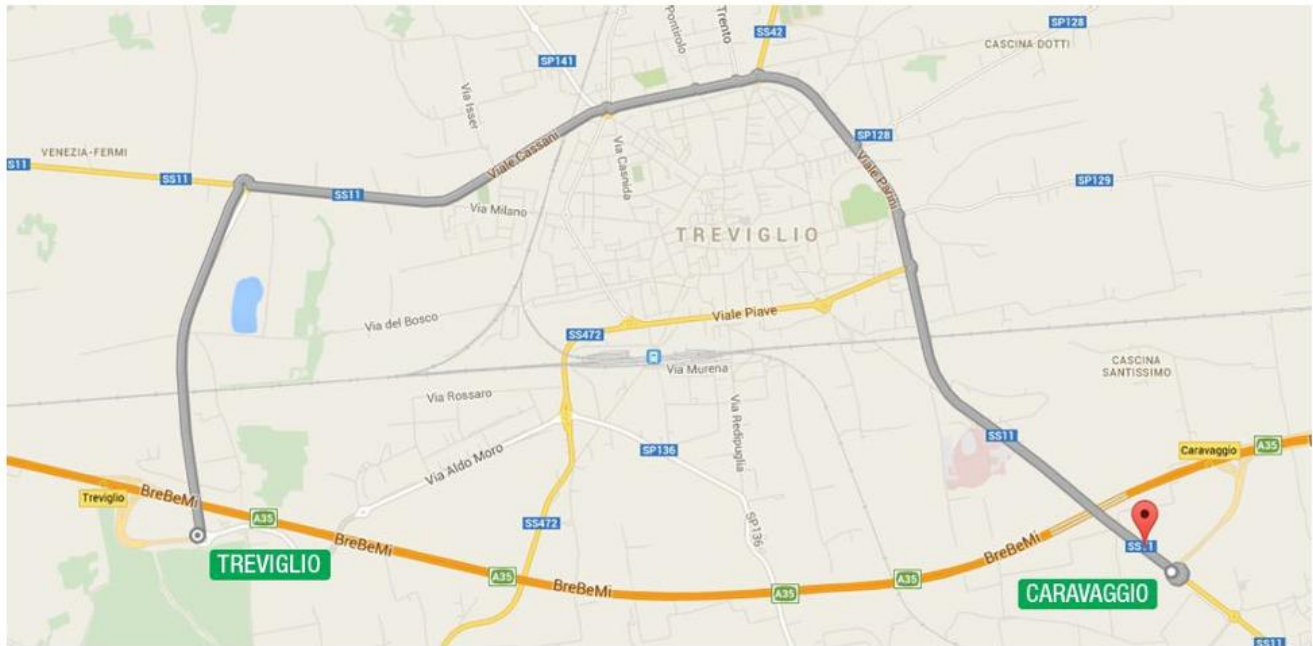 Pontirolo
Trento
SS42
SP128
CASCINA DOTTI
SP141
Via Isser
VENEZIA-FERMI
SS11
SS11
SS11
Viale Cassani
Via Casnida
SP128
Viale Parini
SP129
Via Milano
TREVIGLIO
Via del Bosco
SS472
Viale Piave
Via Murena
CASCINA
SANTISSIMO
Via Rossaro
Via Redipuglia
SS11
SP136
Via Aldo Moro
Caravaggio
A35
Treviglio
BreBeMi
A35
SS472
SP136
BreBeMi
BreBeMi
SS11
TREVIGLIO
A35
BreBeMi
A35
A35
CARAVAGGIO
SS11